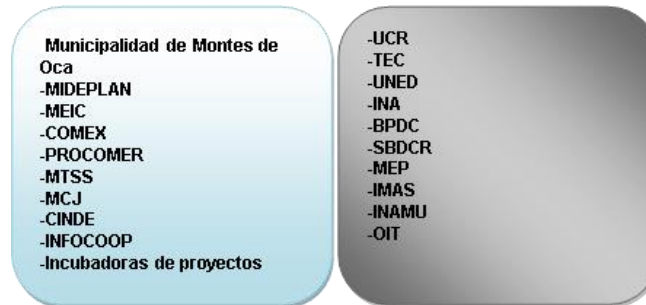 Municipalidad de Montes de
Oca
-MIDEPLAN
-MEIC
-COMEX
-PROCOMER
-MTSS
-MCJ
-CINDE
-INFOCOOP
-Incubadoras de proyectos
-UCR
-TEC
-UNED
-INA
-BPDC
-SBDCR
-MEP
-IMAS
-INAMU
-OIT